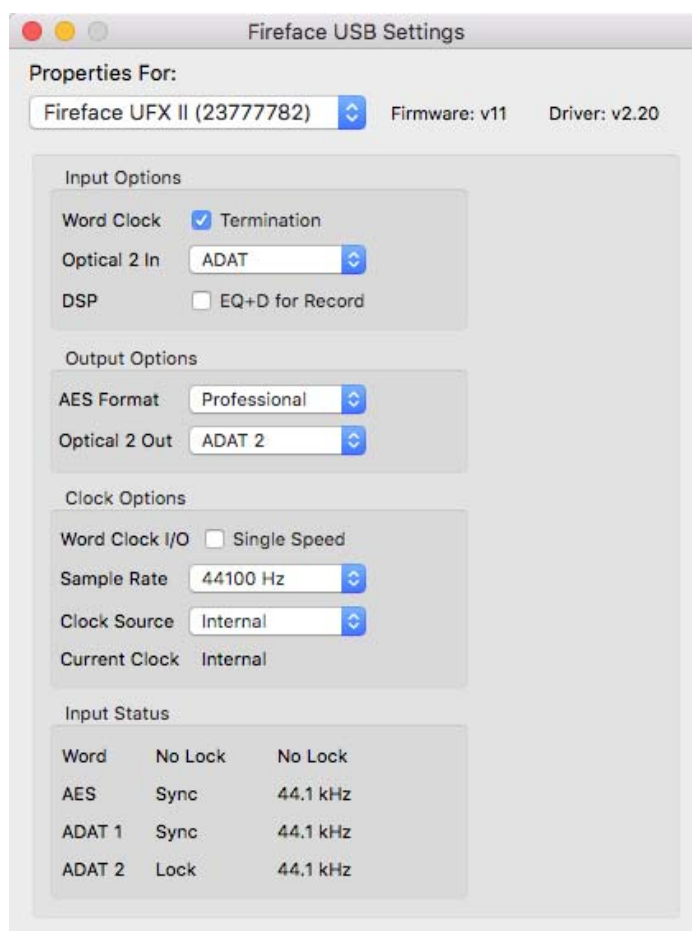 Fireface USB Settings
Properties For:
Fireface UFX II (23777782) Firmware: v11 Driver: v2.20
Input Options
Word Clock Termination
Optical 2 In ADAT
DSP EQ+D for Record
Output Options
AES Format Professional
Optical 2 Out ADAT 2
Clock Options
Word Clock I/O Single Speed
Sample Rate 44100 Hz
Clock Source Internal
Current Clock Internal
Input Status
Word No Lock No Lock
AES Sync 44.1 kHz
ADAT 1 Sync 44.1 kHz
ADAT 2 Lock 44.1 kHz